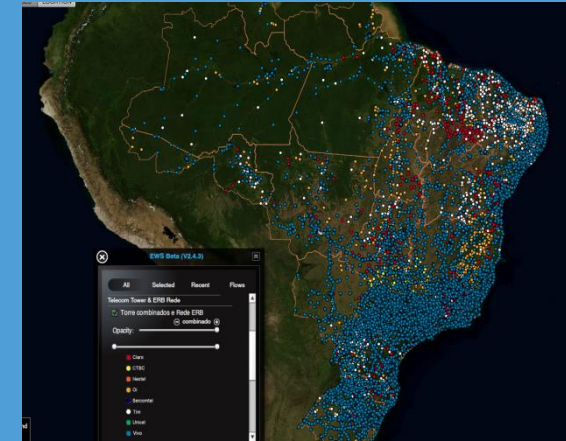 EWS Beta (V2.4.3)
All Selected Recent Flows
Telecom Tower & ERB Rede
Torre combinados e Rede ERB
combinado
Opacity:
Claro
CTBC
Nextel
Oi
Sercomtel
Tim
Unicel
Vivo